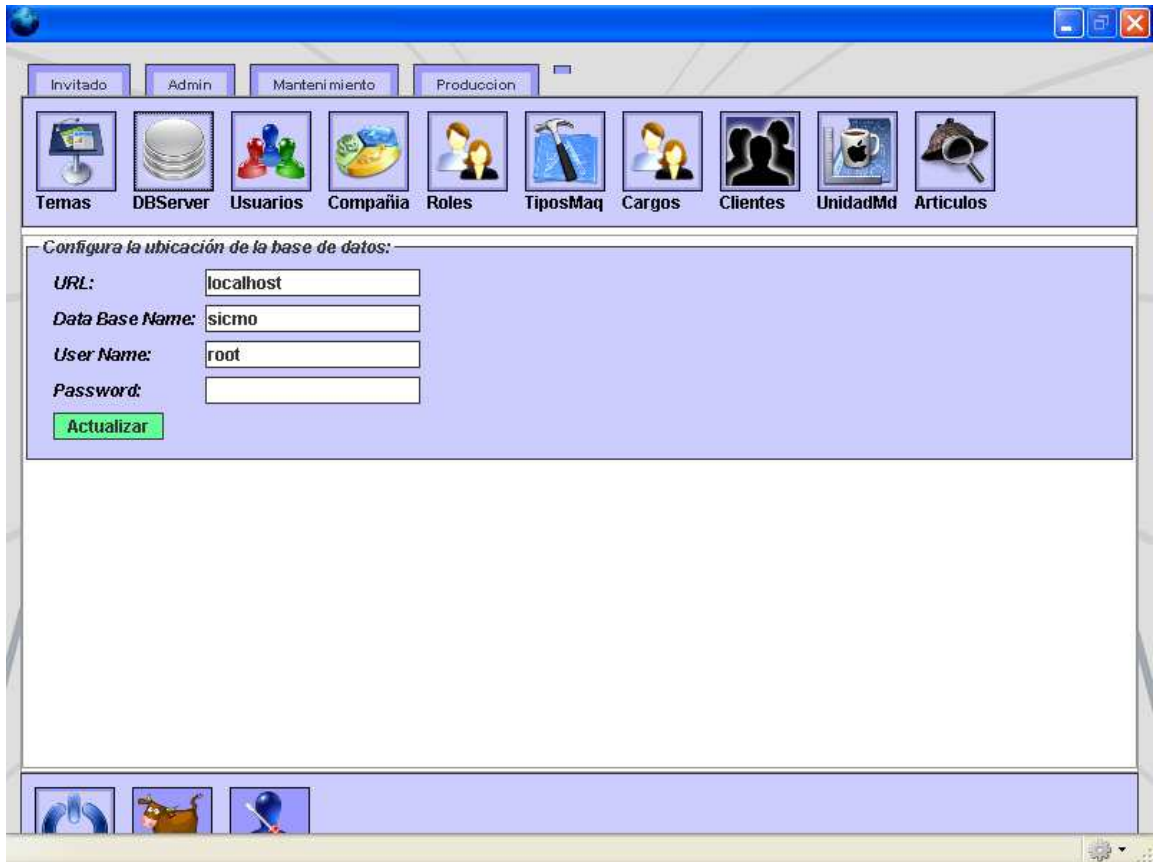 Invitado Admin Mantenimiento Produccion
Temas DBServer Usuarios Compañia Roles TiposMaq Cargos Clientes UnidadMd Articulos
Configura la ubicación de la base de datos:
URL: localhost
Data Base Name: sicmo
User Name: root
Password:
Actualizar